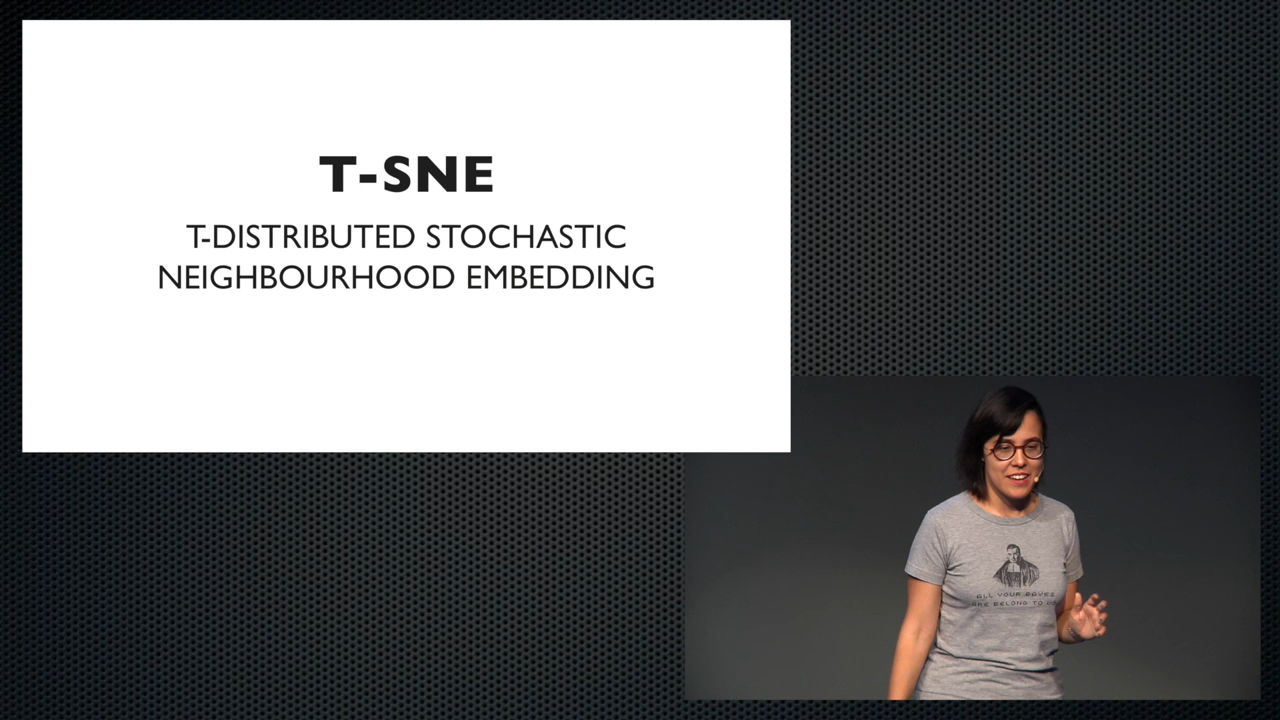 T-SNE
T-DISTRIBUTED STOCHASTIC
NEIGHBOURHOOD EMBEDDING
ALL YOUR BAYES
ARE BELONG TO